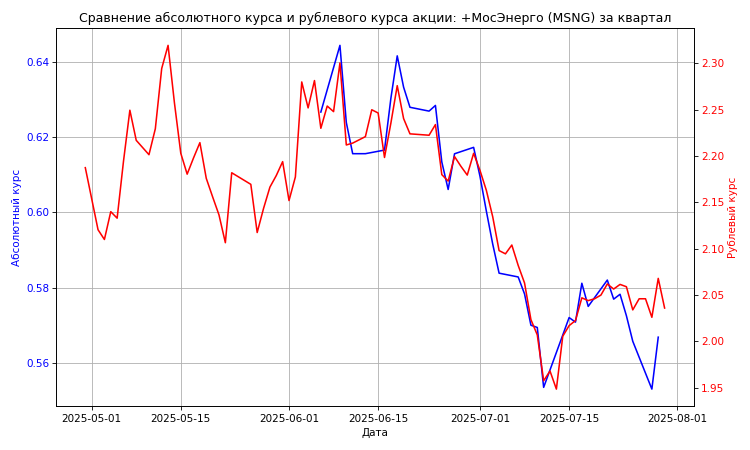 Сравнение абсолютного курса и рублевого курса акции: +МосЭнерго (MSNG) за квартал
Абсолютный курс
0.64
0.62
0.60
0.58
0.56
2.30
2.25
2.20
2.15
2.10
2.05
2.00
1.95
Рублевый курс
2025-05-01 2025-05-15 2025-06-01 2025-06-15 2025-07-01 2025-07-15 2025-08-01
Дата